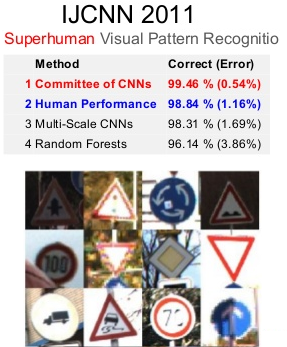 IJCNN 2011
Superhuman Visual Pattern Recognitio
Method Correct (Error)
1 Committee of CNNs 99.46 % (0.54%)
2 Human Performance 98.84 % (1.16%)
3 Multi-Scale CNNs 98.31 % (1.69%)
4 Random Forests 96.14 % (3.86%)
100